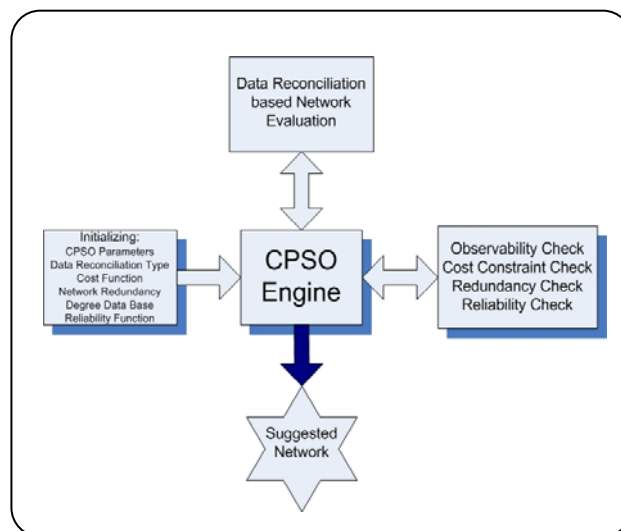 Data Reconciliation
based Network
Evaluation
Initializing:
CPSO Parameters
Data Reconciliation Type
Cost Function
Network Redundancy
Degree Data Base
Reliability Function
CPSO
Engine
Observability Check
Cost Constraint Check
Redundancy Check
Reliability Check
Suggested
Network